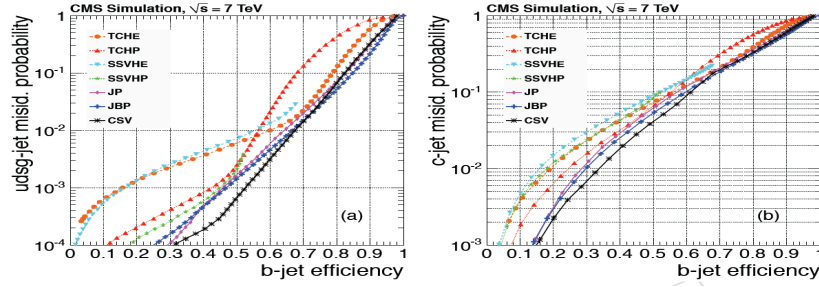 CMS Simulation, √s = 7 TeV
udsg-jet misid. probability
1
10⁻¹
10⁻²
10⁻³
10⁻⁴
TCHE
TCHP
SSVHE
SSVHP
JP
JBP
CSV
(a)
0 0.1 0.2 0.3 0.4 0.5 0.6 0.7 0.8 0.9 1
b-jet efficiency
CMS Simulation, √s = 7 TeV
c-jet misid. probability
1
10⁻¹
10⁻²
10⁻³
TCHE
TCHP
SSVHE
SSVHP
JP
JBP
CSV
(b)
0 0.1 0.2 0.3 0.4 0.5 0.6 0.7 0.8 0.9 1
b-jet efficiency